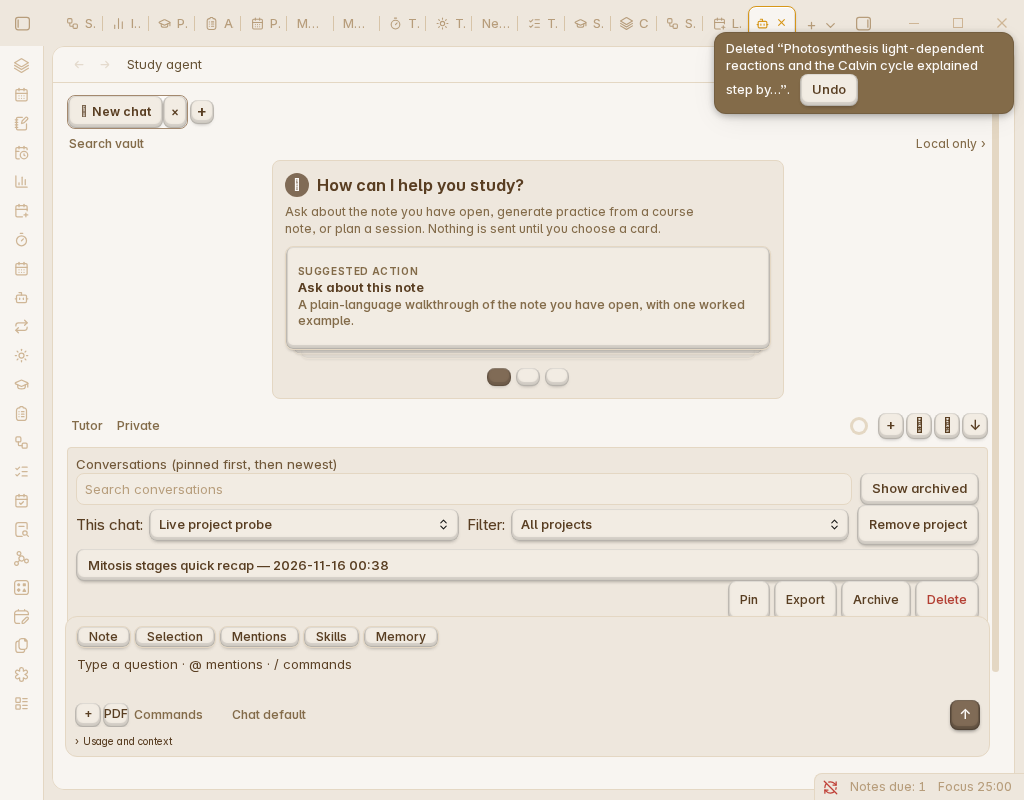 S.
I.
P.
A
P.
M...
M...
T.
T.
Ne...
T.
S.
C
S.
L.
Study agent
Deleted “Photosynthesis light-dependent
reactions and the Calvin cycle explained
step by...”.
Undo
New chat × +
Search vault
Local only ›
How can I help you study?
Ask about the note you have open, generate practice from a course
note, or plan a session. Nothing is sent until you choose a card.
SUGGESTED ACTION
Ask about this note
A plain-language walkthrough of the note you have open, with one worked
example.
Tutor Private
Conversations (pinned first, then newest)
Search conversations
Show archived
This chat: Live project probe Filter: All projects Remove project
Mitosis stages quick recap — 2026-11-16 00:38
Pin Export Archive Delete
Note Selection Mentions Skills Memory
Type a question · @ mentions · / commands
+ PDF Commands Chat default
› Usage and context
Notes due: 1 Focus 25:00